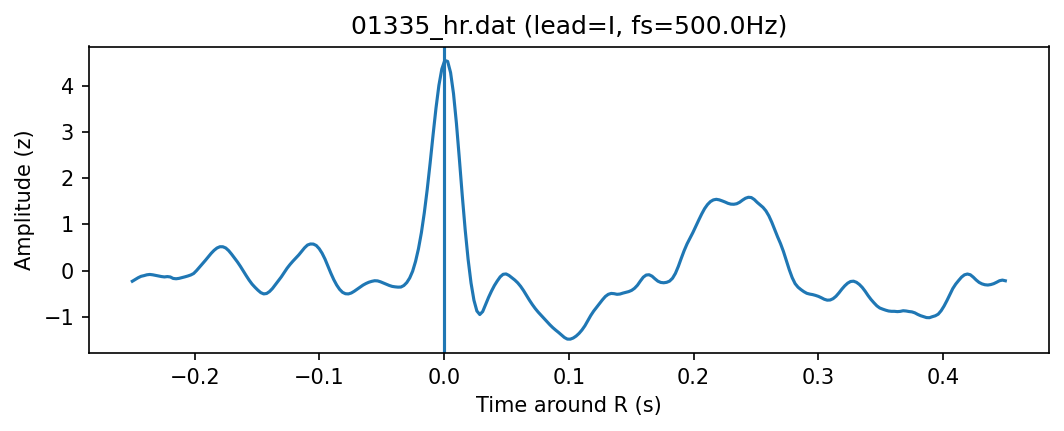 01335_hr.dat (lead=I, fs=500.0Hz)
Amplitude (z)
4
3
2
1
0
−1
−0.2 −0.1 0.0 0.1 0.2 0.3 0.4
Time around R (s)